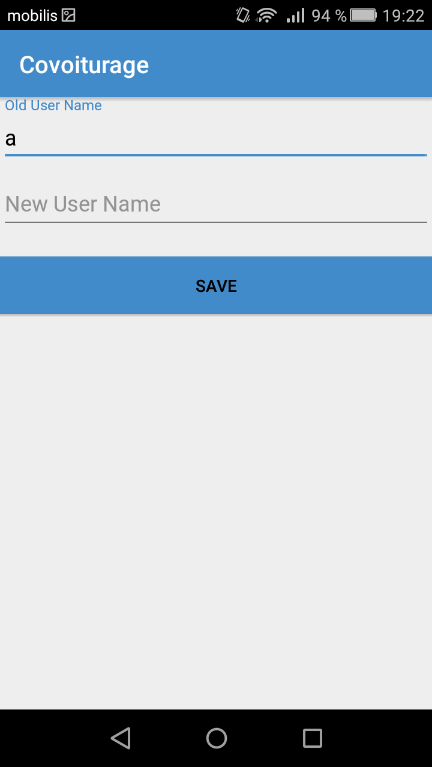 mobilis 94 % 19:22
Covoiturage
Old User Name
a
New User Name
SAVE